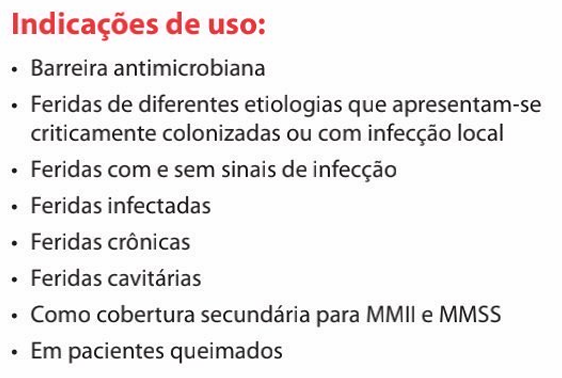 Indicações de uso:
• Barreira antimicrobiana
• Feridas de diferentes etiologias que apresentam-se
criticamente colonizadas ou com infecção local
• Feridas com e sem sinais de infecção
• Feridas infectadas
• Feridas crônicas
• Feridas cavitárias
• Como cobertura secundária para MMII e MMSS
• Em pacientes queimados